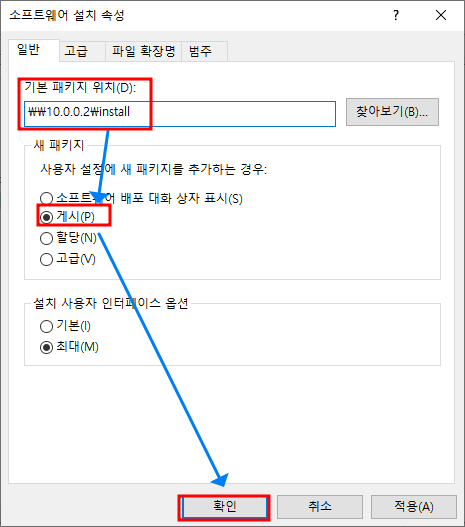 소프트웨어 설치 속성
일반 고급 파일 확장명 범주
기본 패키지 위치(D):
₩₩10.0.0.2₩install 찾아보기(B)...
새 패키지
사용자 설정에 새 패키지를 추가하는 경우:
소프트웨어 배포 대화 상자 표시(S)
게시(P)
할당(N)
고급(V)
설치 사용자 인터페이스 옵션
기본(I)
최대(M)
확인 취소 적용(A)